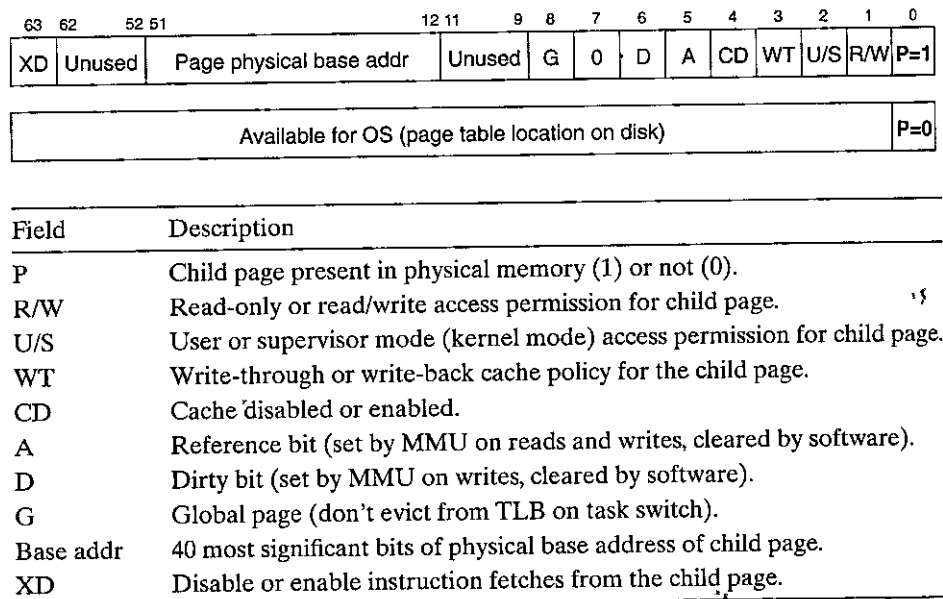 63 62 52 51 12 11 9 8 7 6 5 4 3 2 1 0
XD Unused Page physical base addr Unused G 0 D A CD WT U/S R/W P=1
Available for OS (page table location on disk) P=0
Field Description
P Child page present in physical memory (1) or not (0).
R/W Read-only or read/write access permission for child page.
U/S User or supervisor mode (kernel mode) access permission for child page.
WT Write-through or write-back cache policy for the child page.
CD Cache disabled or enabled.
A Reference bit (set by MMU on reads and writes, cleared by software).
D Dirty bit (set by MMU on writes, cleared by software).
G Global page (don't evict from TLB on task switch).
Base addr 40 most significant bits of physical base address of child page.
XD Disable or enable instruction fetches from the child page.